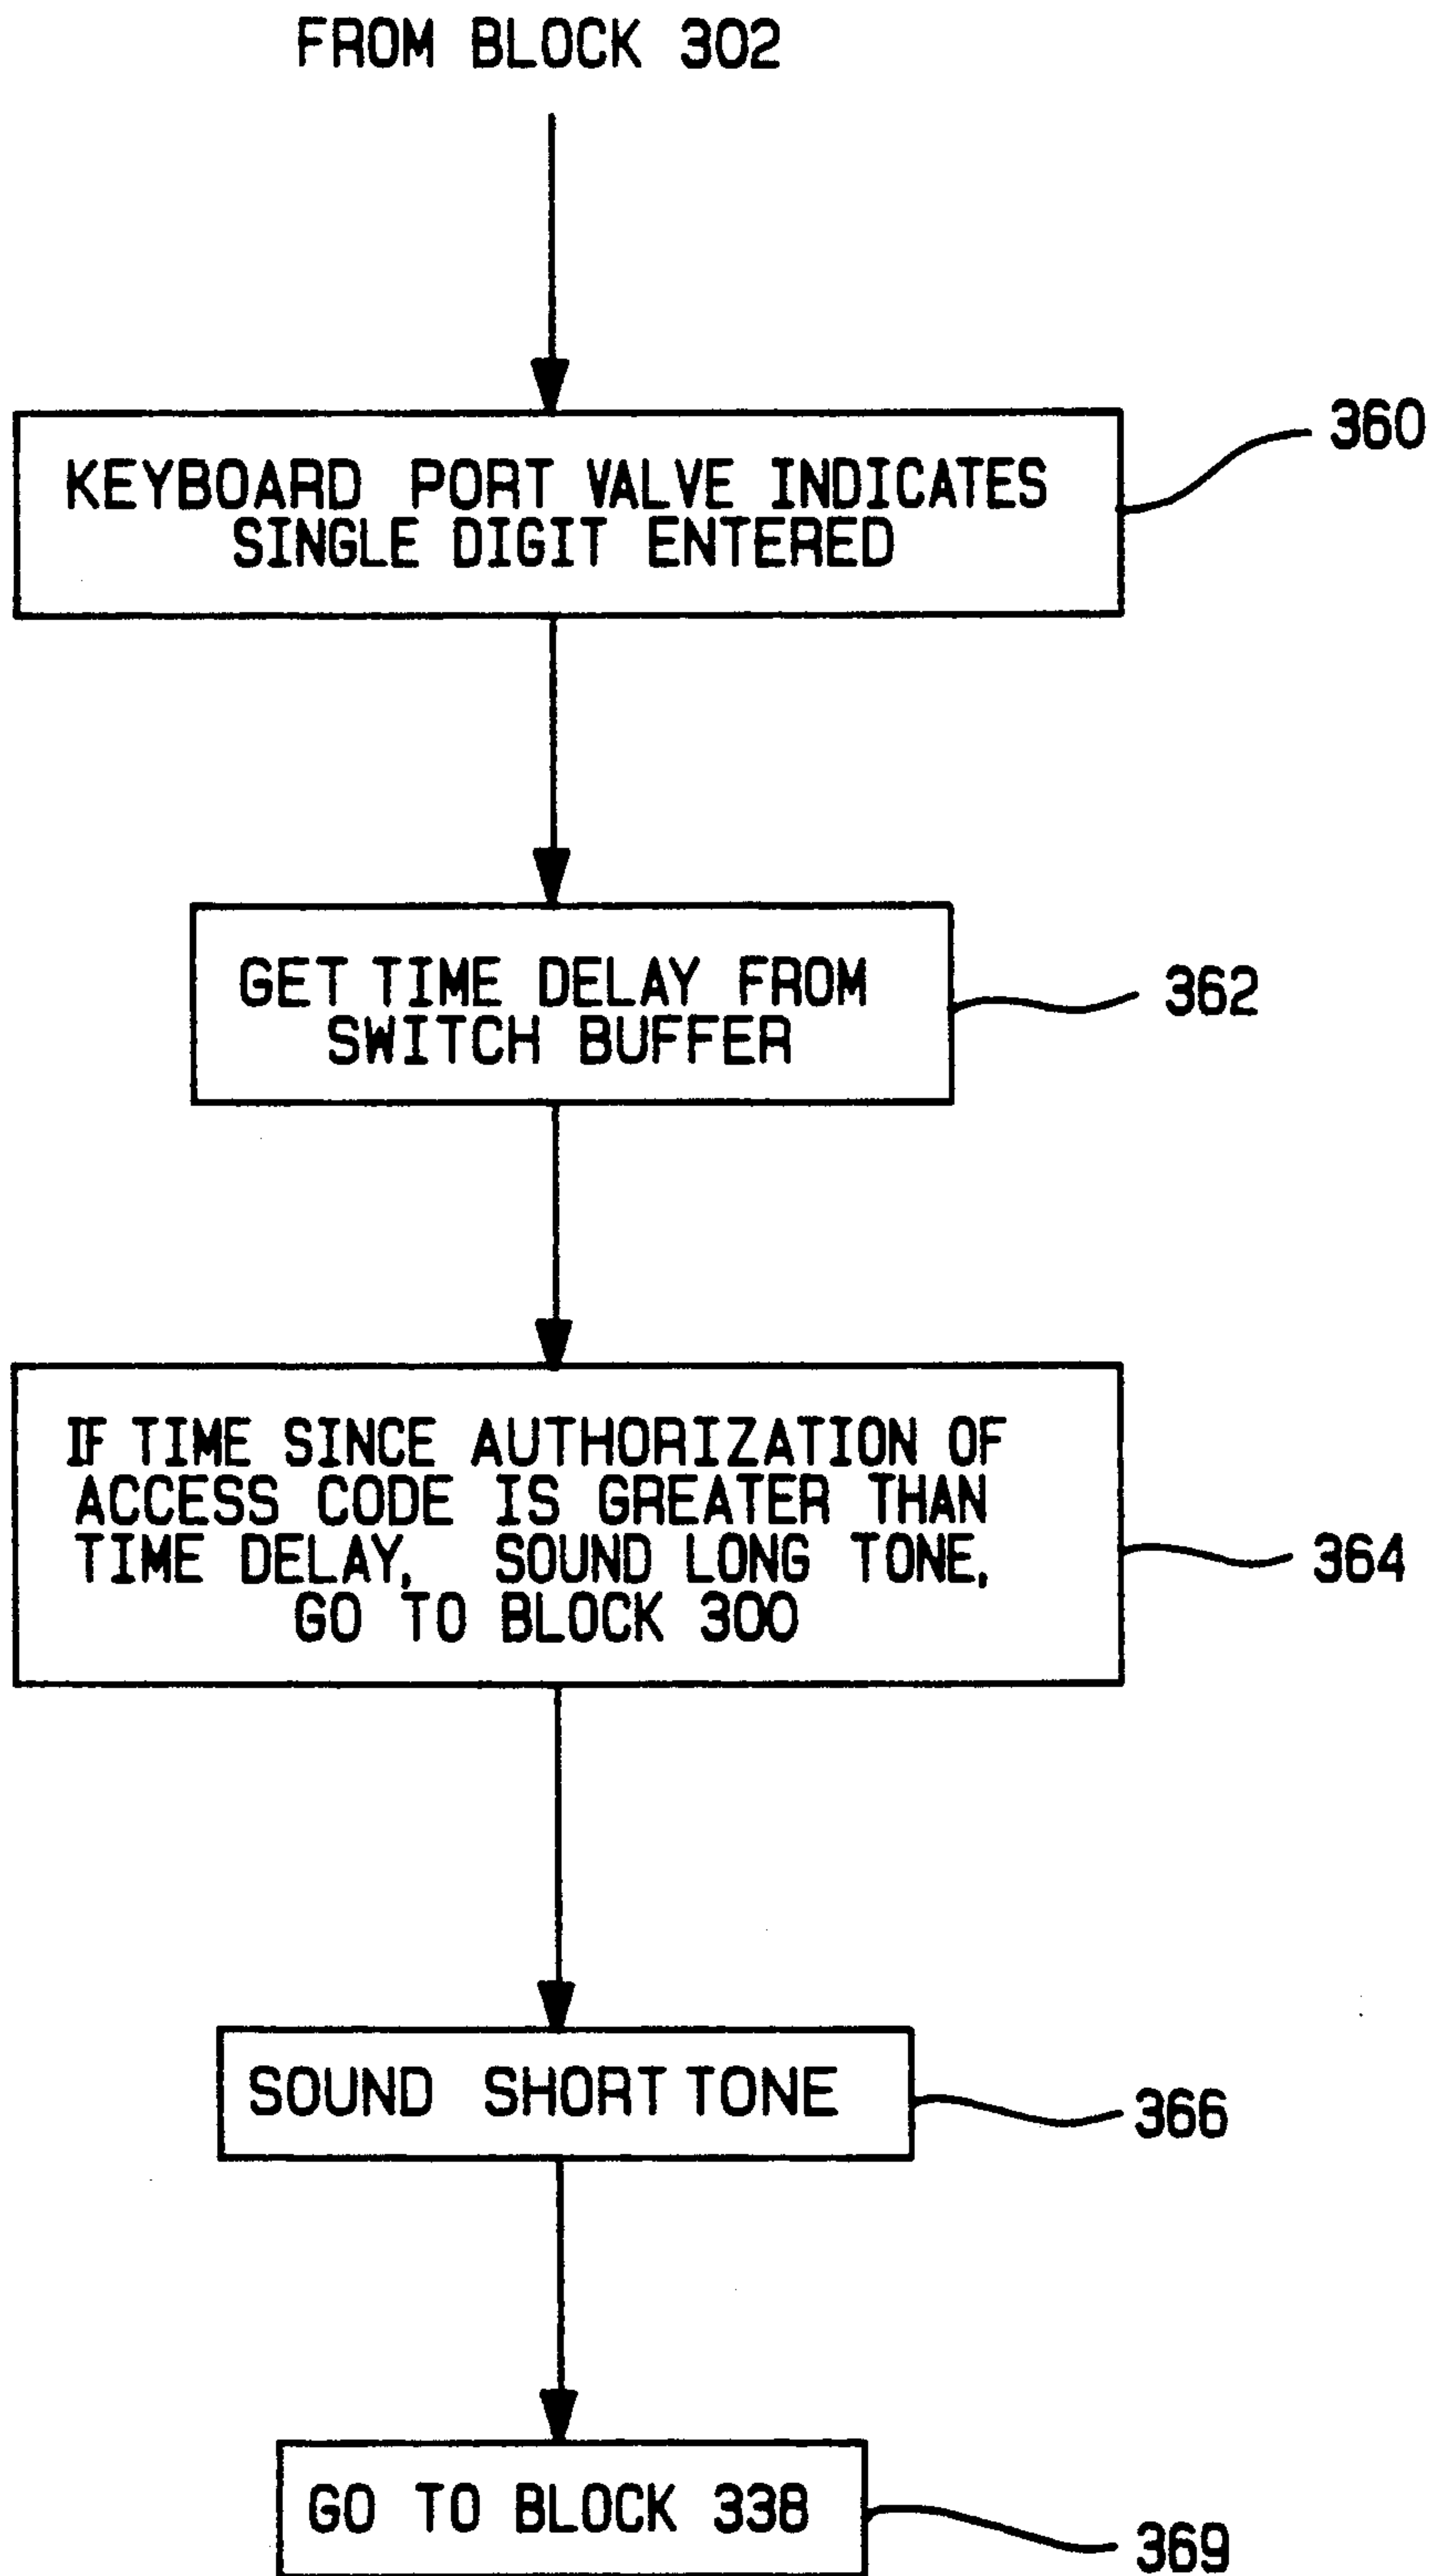 FROM BLOCK 302
360
KEYBOARD PORT VALVE INDICATES
SINGLE DIGIT ENTERED
GET TIME DELAY FROM
SWITCH BUFFER
362
IF TIME SINCE AUTHORIZATION OF
ACCESS CODE IS GREATER THAN
TIME DELAY, SOUND LONG TONE,
GO TO BLOCK 300
364
SOUND SHORT TONE
366
GO TO BLOCK 338
369